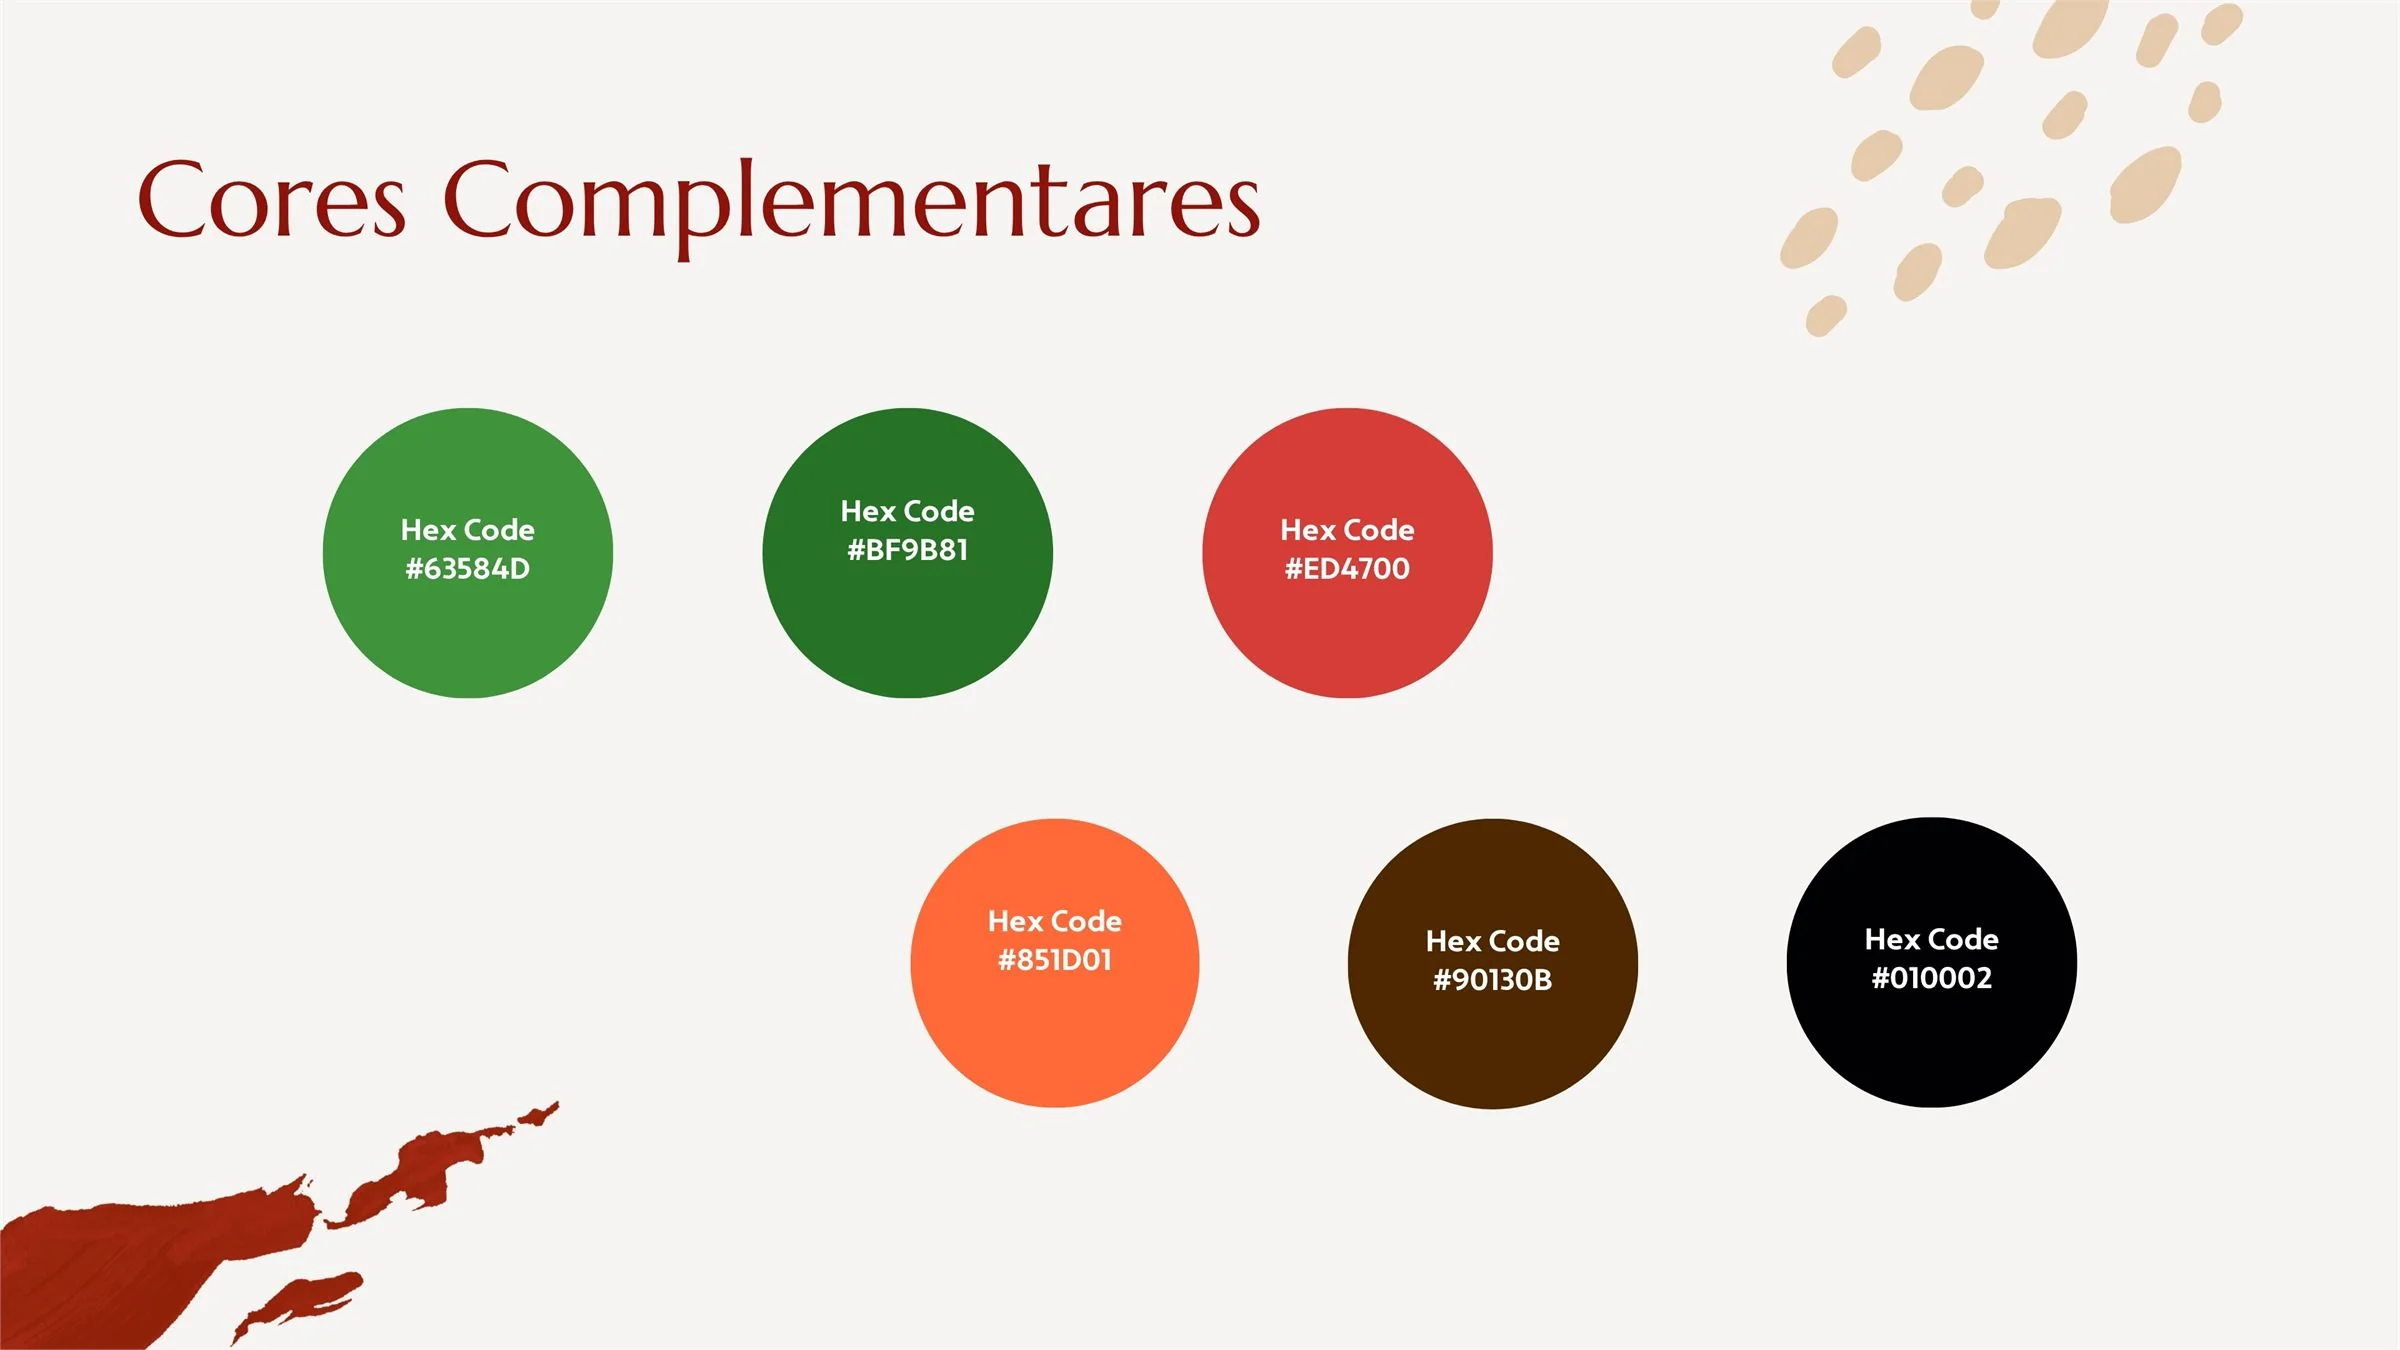 Cores Complementares
Hex Code
#63584D
Hex Code
#BF9B81
Hex Code
#ED4700
Hex Code
#851D01
Hex Code
#90130B
Hex Code
#010002